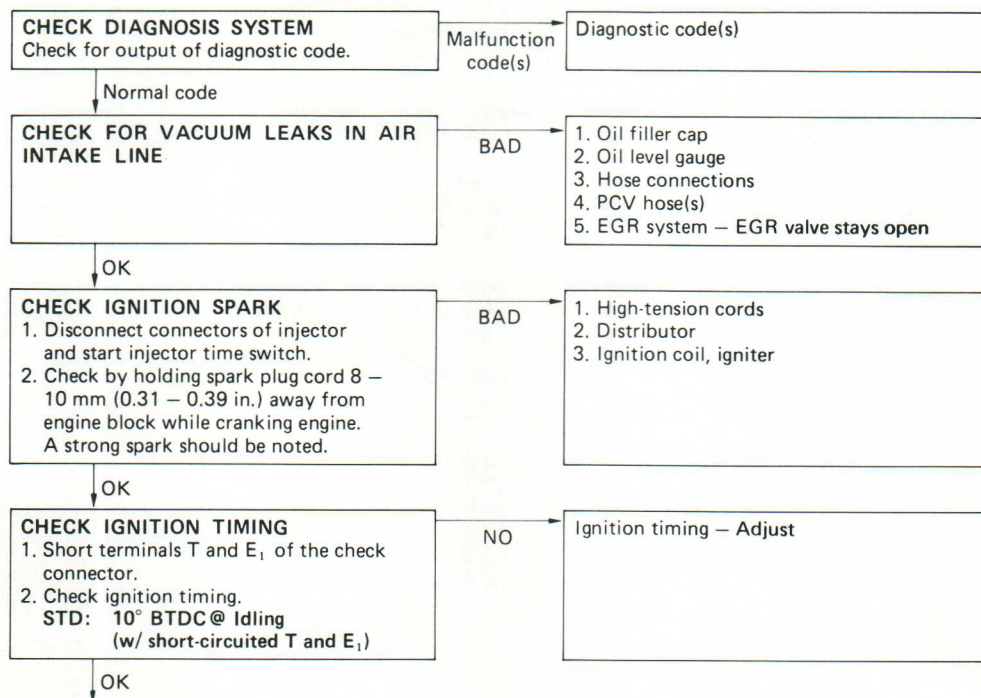 CHECK DIAGNOSIS SYSTEM
Check for output of diagnostic code.
Malfunction
code(s)
Diagnostic code(s)
Normal code
CHECK FOR VACUUM LEAKS IN AIR
INTAKE LINE
BAD
1. Oil filler cap
2. Oil level gauge
3. Hose connections
4. PCV hose(s)
5. EGR system — EGR valve stays open
OK
CHECK IGNITION SPARK
1. Disconnect connectors of injector
and start injector time switch.
2. Check by holding spark plug cord 8 —
10 mm (0.31 — 0.39 in.) away from
engine block while cranking engine.
A strong spark should be noted.
BAD
1. High-tension cords
2. Distributor
3. Ignition coil, igniter
OK
CHECK IGNITION TIMING
1. Short terminals T and E₁ of the check
connector.
2. Check ignition timing.
STD: 10° BTDC@ Idling
(w/ short-circuited T and E₁)
NO
Ignition timing — Adjust
OK